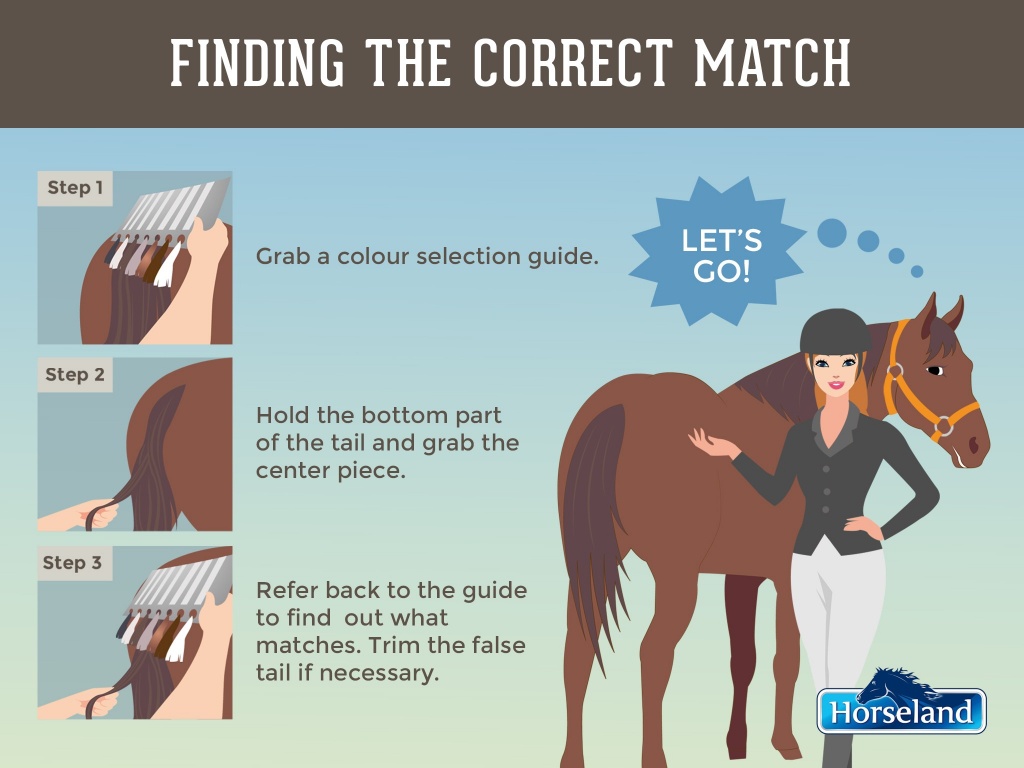 FINDING THE CORRECT MATCH
Step 1
Grab a colour selection guide.
LET'S
GO!
Step 2
Hold the bottom part
of the tail and grab the
center piece.
Step 3
Refer back to the guide
to find  out what
matches. Trim the false
tail if necessary.
Horseland